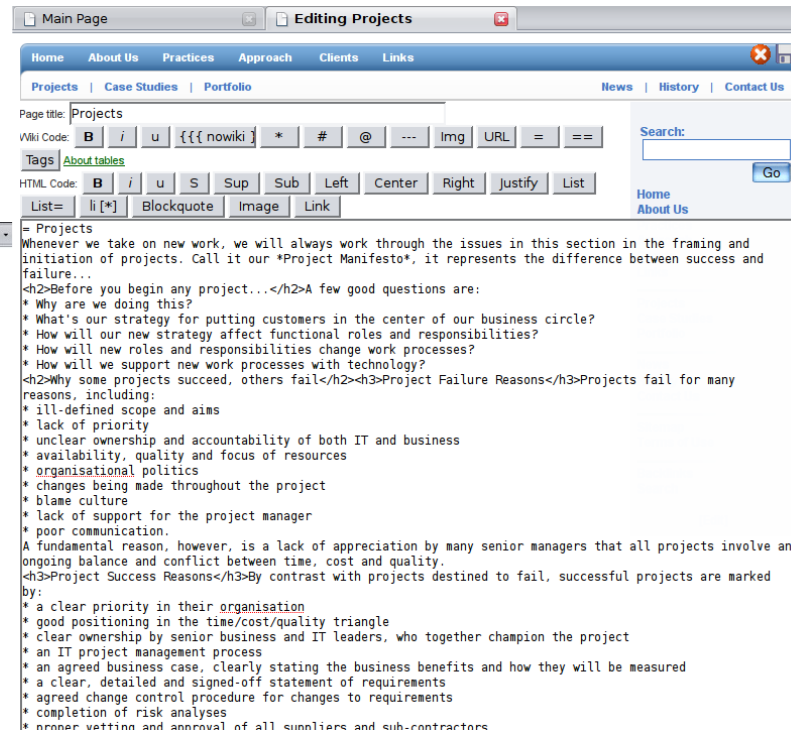 Main Page
Editing Projects
Home About Us Practices Approach Clients Links
Projects | Case Studies | Portfolio News | History | Contact Us
Page title: Projects
Wiki Code: B i u {{{ nowiki } * # @ --- Img URL = ==
Tags About tables
HTML Code: B i u S Sup Sub Left Center Right Justify List
List= li [*] Blockquote Image Link
Search:
Go
Home
About Us
= Projects
Whenever we take on new work, we will always work through the issues in this section in the framing and
initiation of projects. Call it our *Project Manifesto*, it represents the difference between success and
failure...
<h2>Before you begin any project...</h2>A few good questions are:
* Why are we doing this?
* What's our strategy for putting customers in the center of our business circle?
* How will our new strategy affect functional roles and responsibilities?
* How will new roles and responsibilities change work processes?
* How will we support new work processes with technology?
<h2>Why some projects succeed, others fail</h2><h3>Project Failure Reasons</h3>Projects fail for many
reasons, including:
* ill-defined scope and aims
* lack of priority
* unclear ownership and accountability of both IT and business
* availability, quality and focus of resources
* organisational politics
* changes being made throughout the project
* blame culture
* lack of support for the project manager
* poor communication.
A fundamental reason, however, is a lack of appreciation by many senior managers that all projects involve an
ongoing balance and conflict between time, cost and quality.
<h3>Project Success Reasons</h3>By contrast with projects destined to fail, successful projects are marked
by:
* a clear priority in their organisation
* good positioning in the time/cost/quality triangle
* clear ownership by senior business and IT leaders, who together champion the project
* an IT project management process
* an agreed business case, clearly stating the business benefits and how they will be measured
* a clear, detailed and signed-off statement of requirements
* agreed change control procedure for changes to requirements
* completion of risk analyses
* proper vetting and approval of all suppliers and sub-contractors